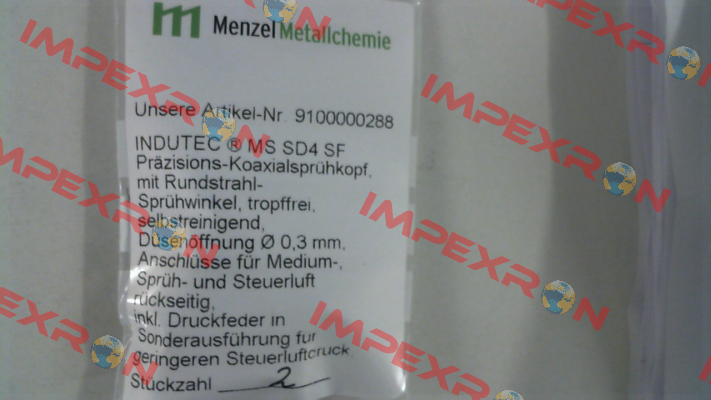 m Menzel Metallchemie
Unsere Artikel-Nr. 9100000288
INDUTEC ® MS SD4 SF
Präzisions-Koaxialsprühkopf,
mit Rundstrahl-
Sprühwinkel, tropffrei,
selbstreinigend,
Düsenöffnung Ø 0,3 mm,
Anschlüsse für Medium-,
Sprüh- und Steuerluft
rückseitig,
inkl. Druckfeder in
Sonderausführung für
geringeren Steuerluftdruck
Stückzahl 2
IMPEXRON
IMPEXRON
IMPEXRON
IMPEXRON
IMPEXRON